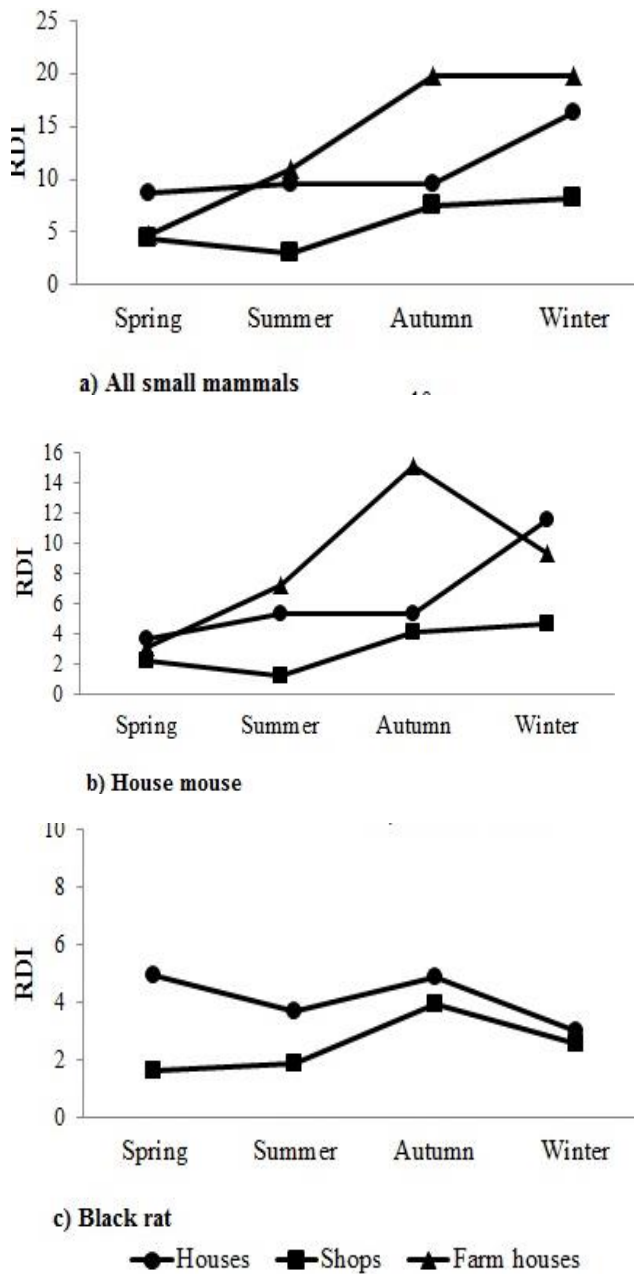 25
20
15
10
5
0
RDI
Spring Summer Autumn Winter
a) All small mammals
16
14
12
10
8
6
4
2
0
RDI
Spring Summer Autumn Winter
b) House mouse
10
8
6
4
2
0
RDI
Spring Summer Autumn Winter
c) Black rat
Houses Shops Farm houses